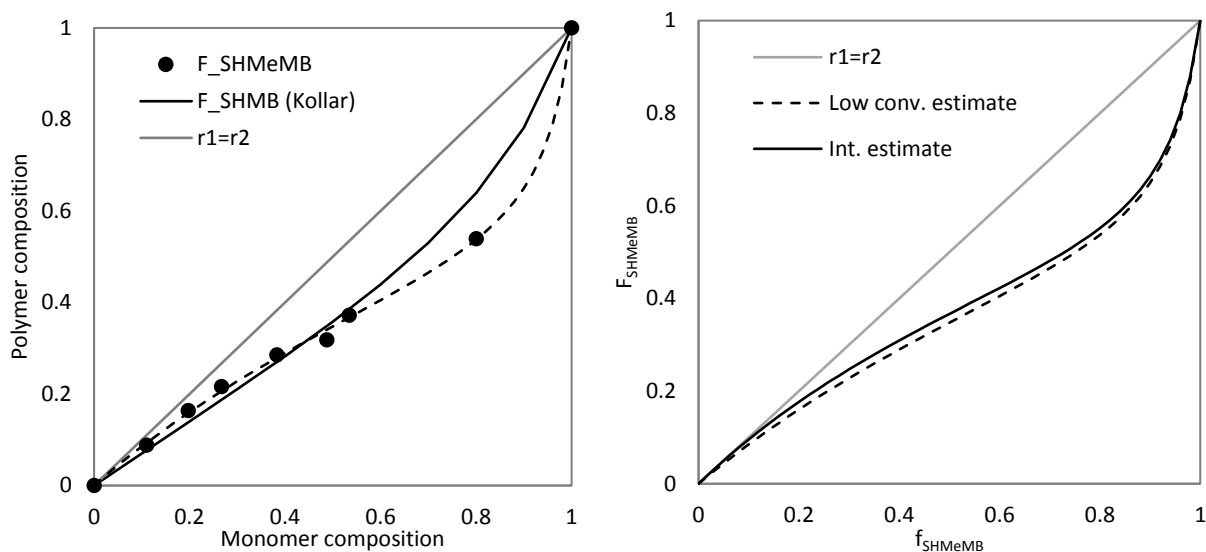 1
0.8
0.6
0.4
0.2
0
0 0.2 0.4 0.6 0.8 1
Polymer composition
Monomer composition
F_SHMeMB
F_SHMB (Kollar)
r1=r2
1
0.8
0.6
0.4
0.2
0
0 0.2 0.4 0.6 0.8 1
F_SHMeMB
f_SHMeMB
r1=r2
Low conv. estimate
Int. estimate